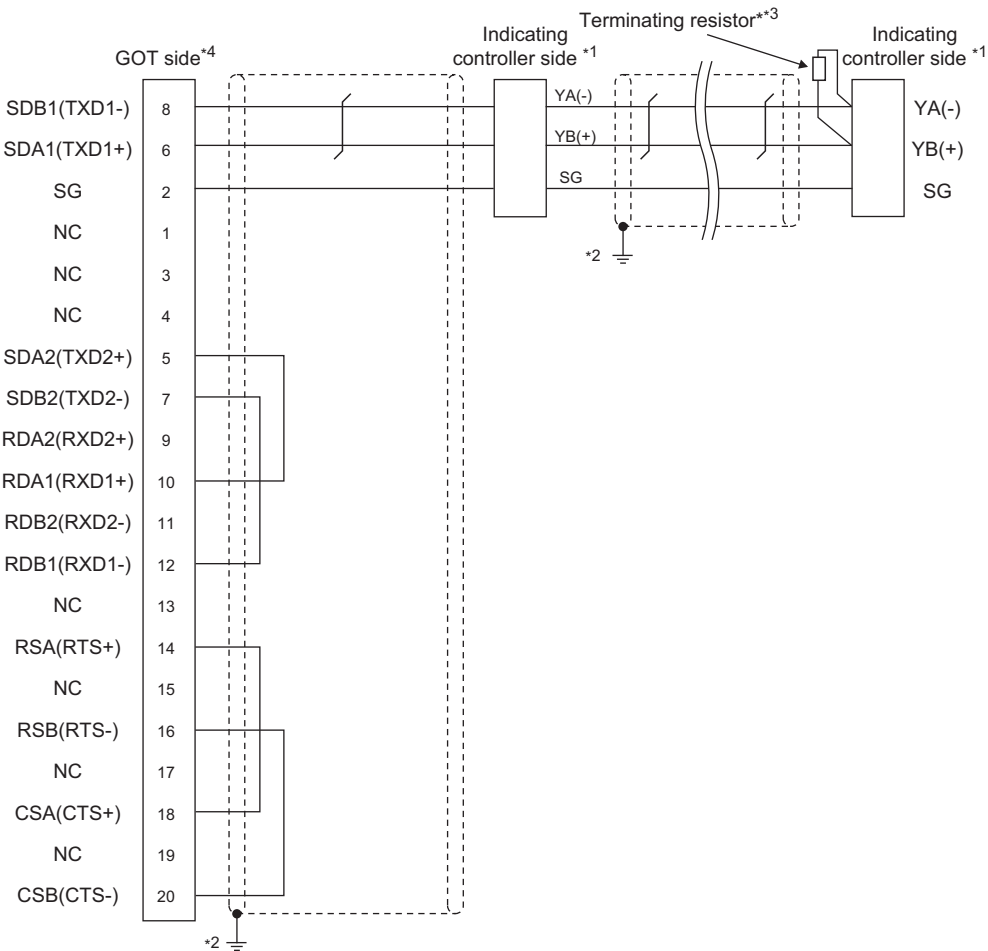 Terminating resistor**3
GOT side*4
Indicating
controller side *1
Indicating
controller side *1
SDB1(TXD1-) 8 YA(-) YA(-)
SDA1(TXD1+) 6 YB(+) YB(+)
SG 2 SG SG
NC 1
*2
NC 3
NC 4
SDA2(TXD2+) 5
SDB2(TXD2-) 7
RDA2(RXD2+) 9
RDA1(RXD1+) 10
RDB2(RXD2-) 11
RDB1(RXD1-) 12
NC 13
RSA(RTS+) 14
NC 15
RSB(RTS-) 16
NC 17
CSA(CTS+) 18
NC 19
CSB(CTS-) 20
*2